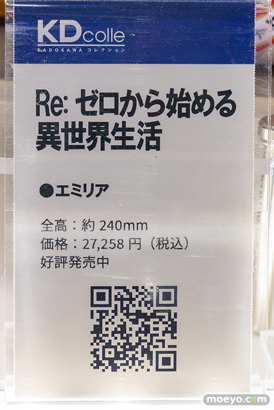 KDcolle
KADOKAWA コレクション
Re: ゼロから始める
異世界生活
●エミリア
全高：約 240mm
価格：27,258 円（税込）
好評発売中
moeyo.com